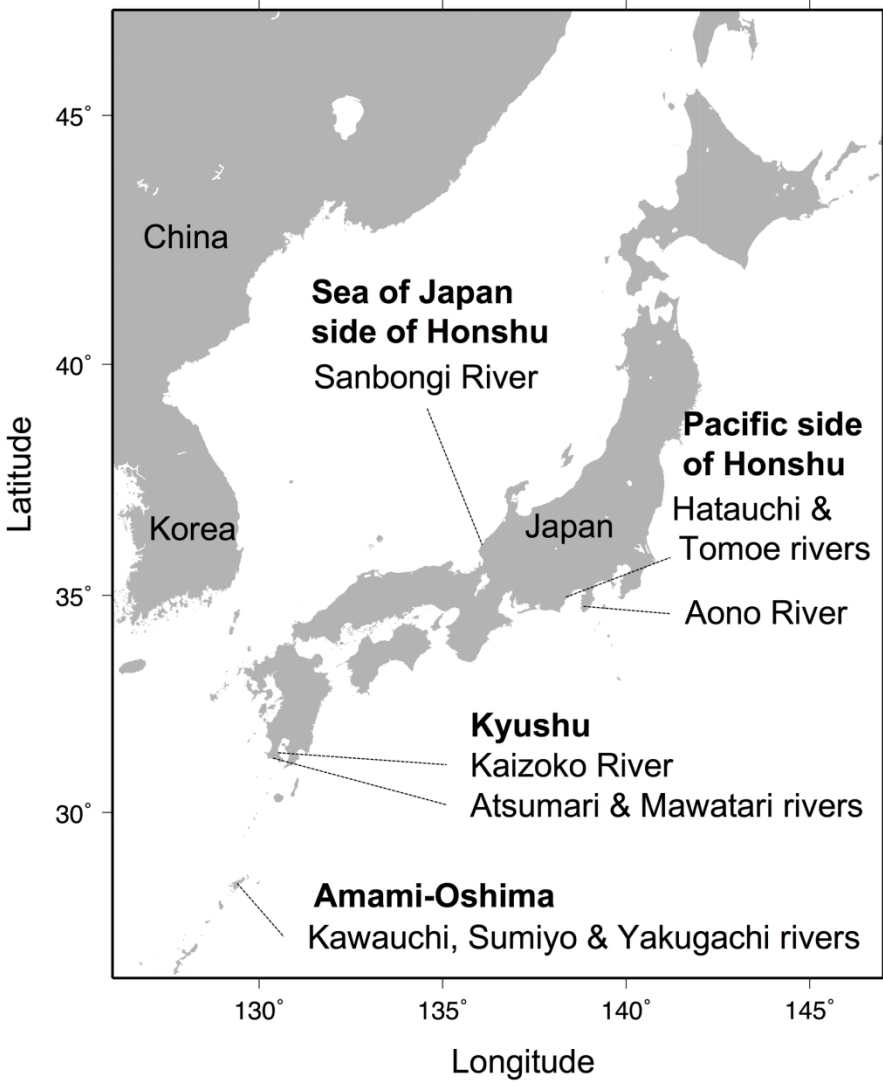 45°
China
Sea of Japan
side of Honshu
Sanbongi River
40°
Pacific side
of Honshu
Hatauchi &
Tomoe rivers
Latitude
Korea
Japan
35°
Aono River
Kyushu
Kaizoko River
Atsumari & Mawatari rivers
30°
Amami-Oshima
Kawauchi, Sumiyo & Yakugachi rivers
130°
135°
140°
145°
Longitude